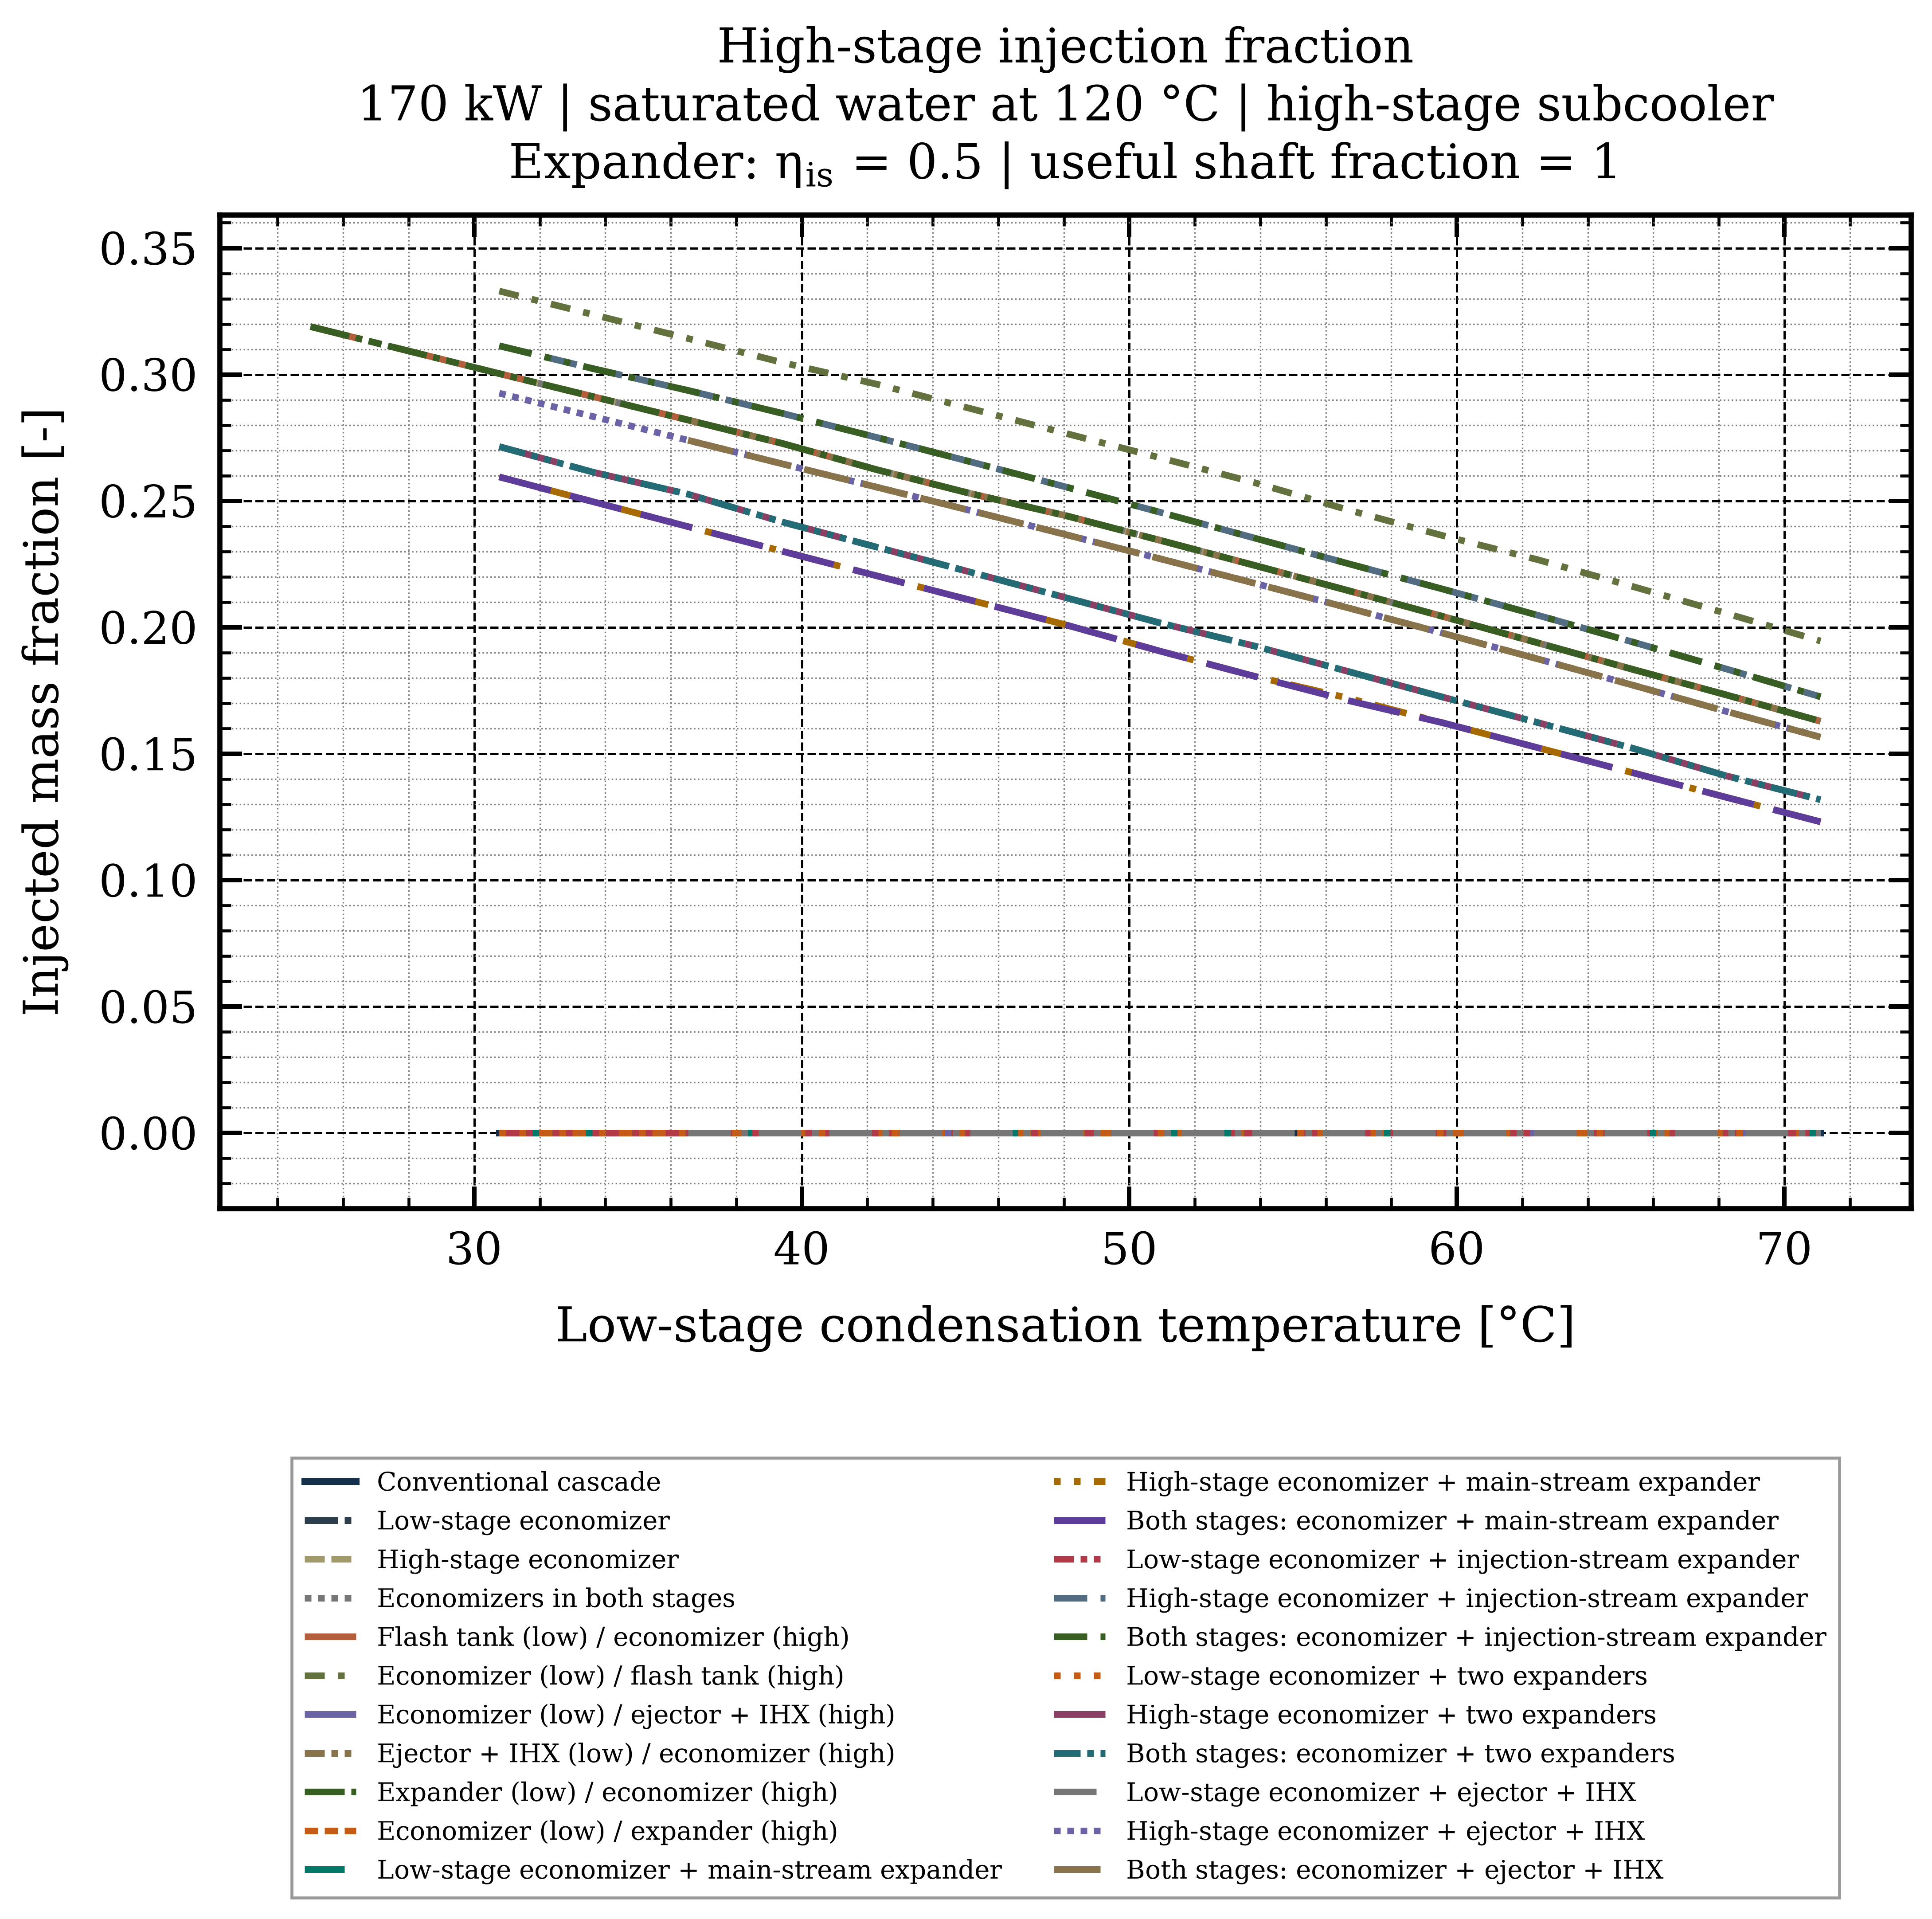 High-stage injection fraction
170 kW | saturated water at 120 °C | high-stage subcooler
Expander: ηis = 0.5 | useful shaft fraction = 1
Injected mass fraction [-]
0.35
0.30
0.25
0.20
0.15
0.10
0.05
0.00
30 40 50 60 70
Low-stage condensation temperature [°C]
Conventional cascade
Low-stage economizer
High-stage economizer
Economizers in both stages
Flash tank (low) / economizer (high)
Economizer (low) / flash tank (high)
Economizer (low) / ejector + IHX (high)
Ejector + IHX (low) / economizer (high)
Expander (low) / economizer (high)
Economizer (low) / expander (high)
Low-stage economizer + main-stream expander
High-stage economizer + main-stream expander
Both stages: economizer + main-stream expander
Low-stage economizer + injection-stream expander
High-stage economizer + injection-stream expander
Both stages: economizer + injection-stream expander
Low-stage economizer + two expanders
High-stage economizer + two expanders
Both stages: economizer + two expanders
Low-stage economizer + ejector + IHX
High-stage economizer + ejector + IHX
Both stages: economizer + ejector + IHX